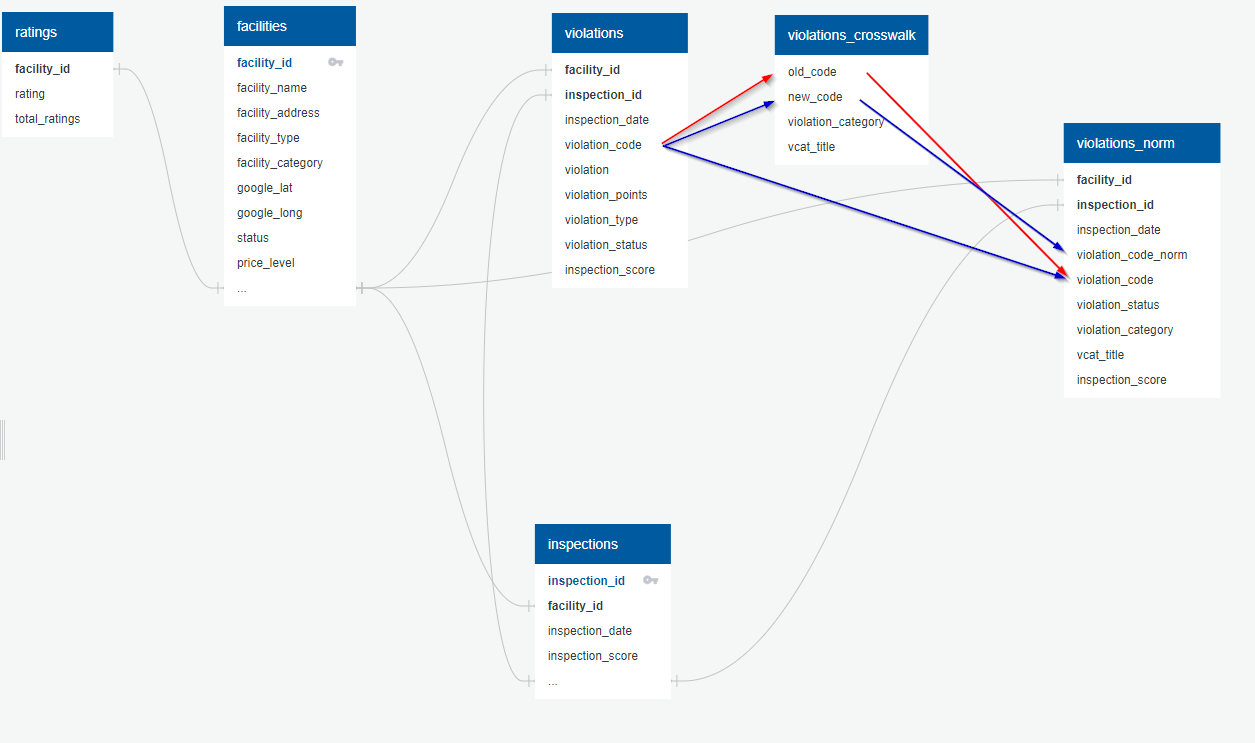 ratings
facility_id
rating
total_ratings
facilities
facility_id
facility_name
facility_address
facility_type
facility_category
google_lat
google_long
status
price_level
...
violations
facility_id
inspection_id
inspection_date
violation_code
violation
violation_points
violation_type
violation_status
inspection_score
violations_crosswalk
old_code
new_code
violation_category
vcat_title
violations_norm
facility_id
inspection_id
inspection_date
violation_code_norm
violation_code
violation_status
violation_category
vcat_title
inspection_score
inspections
inspection_id
facility_id
inspection_date
inspection_score
...